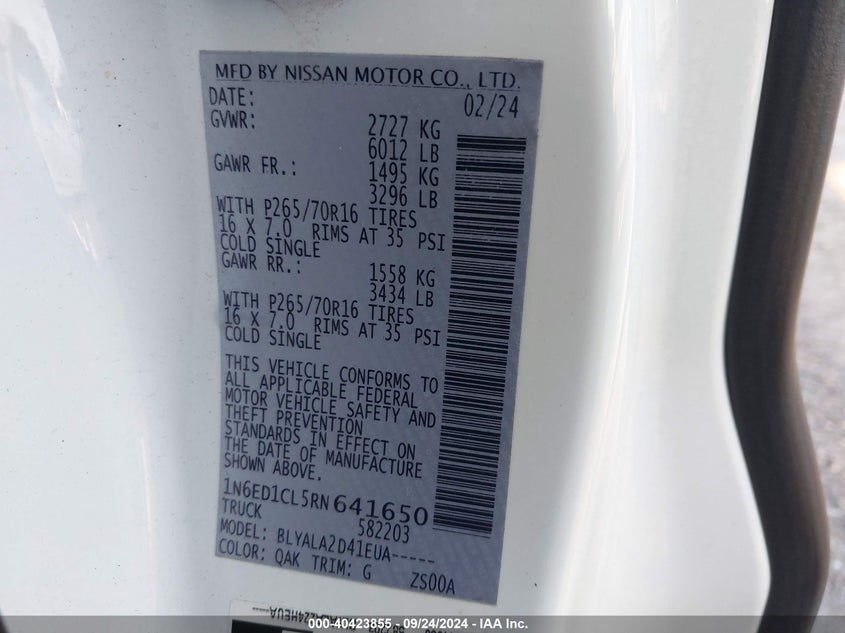 MFD BY NISSAN MOTOR CO., LTD.
DATE: 02/24
GVWR: 2727 KG
6012 LB
GAWR FR.: 1495 KG
3296 LB
WITH P265/70R16 TIRES
16 X 7.0 RIMS AT 35 PSI
COLD SINGLE
GAWR RR.: 1558 KG
3434 LB
WITH P265/70R16 TIRES
16 X 7.0 RIMS AT 35 PSI
COLD SINGLE
THIS VEHICLE CONFORMS TO
ALL APPLICABLE FEDERAL
MOTOR VEHICLE SAFETY AND
THEFT PREVENTION
STANDARDS IN EFFECT ON
THE DATE OF MANUFACTURE
SHOWN ABOVE.
1N6ED1CL5RN641650
TRUCK 582203
MODEL: BLYALA2D41EUA-----
COLOR: QAK TRIM: G ZS00A
000-40423855 - 09/24/2024 - IAA, Inc.